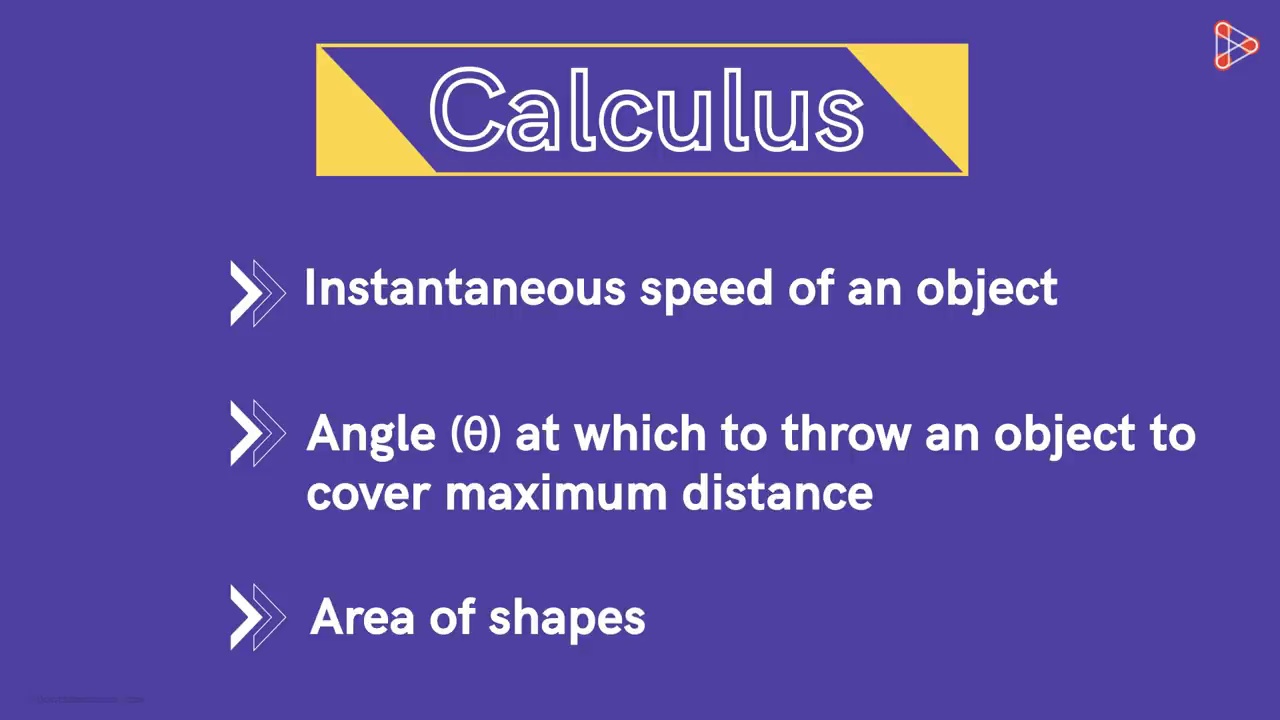 Calculus
Instantaneous speed of an object
Angle (θ) at which to throw an object to
cover maximum distance
Area of shapes